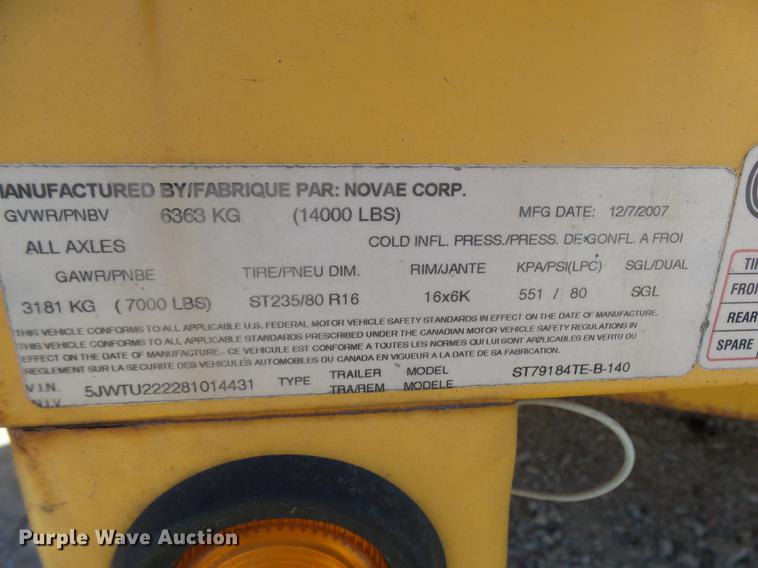 MANUFACTURED BY/FABRIQUE PAR: NOVAE CORP.
GVWR/PNBV 6363 KG (14000 LBS) MFG DATE: 12/7/2007
ALL AXLES COLD INFL. PRESS./PRESS. DE GONFL. A FROI
GAWR/PNBE TIRE/PNEU DIM. RIM/JANTE KPA/PSI(LPC) SGL/DUAL
3181 KG ( 7000 LBS) ST235/80 R16 16x6K 551 / 80 SGL
THIS VEHICLE CONFORMS TO ALL APPLICABLE U.S. FEDERAL MOTOR VEHICLE SAFETY STANDARDS IN EFFECT ON THE DATE OF MANUFACTURE.
THIS VEHICLE CONFORMS TO ALL APPLICABLE STANDARDS PRESCRIBED UNDER THE CANADIAN MOTOR VEHICLE SAFETY REGULATIONS IN
EFFECT ON THE DATE OF MANUFACTURE., CE VEHICULE EST CONFORME A TOUTES LES NORMES QUI LUI SONT APPLICABLES EN VERTU DU
REGLEMENT SUR LA SECURITE DES VEHICULES AUTOMOBILES DU CANADA EN VIGUEUR A LA DATE DE SA FABRICATION.
V.I.N. 5JWTU222281014431 TYPE TRAILER MODEL ST79184TE-B-140
N.I.V. TRA/REM MODELE
TI
FRO
REAR
SPARE
Purple Wave Auction